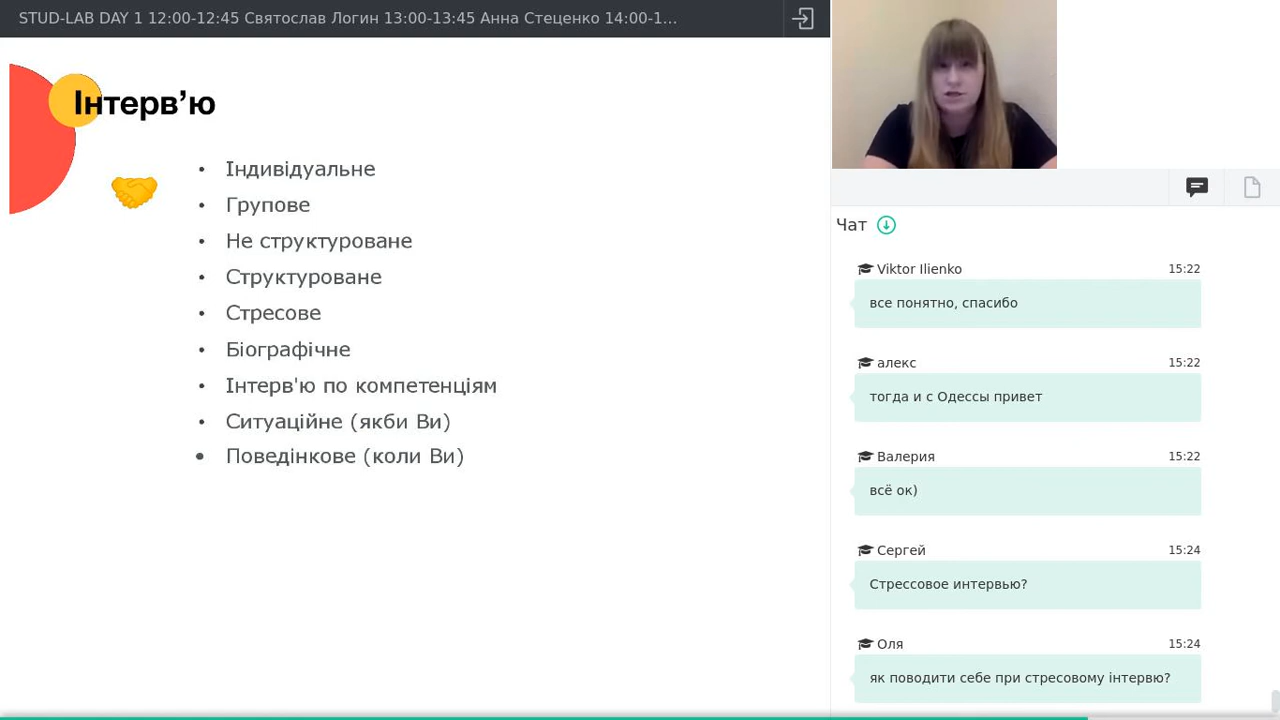 STUD-LAB DAY 1 12:00-12:45 Святослав Логин 13:00-13:45 Анна Стеценко 14:00-1...
Інтерв’ю
• Індивідуальне
• Групове
• Не структуроване
• Структуроване
• Стресове
• Біографічне
• Інтерв'ю по компетенціям
• Ситуаційне (якби Ви)
• Поведінкове (коли Ви)
Чат
Viktor Ilienko 15:22
все понятно, спасибо
алекс 15:22
тогда и с Одессы привет
Валерия 15:22
всё ок)
Сергей 15:24
Стрессовое интервью?
Оля 15:24
як поводити себе при стресовому інтервю?